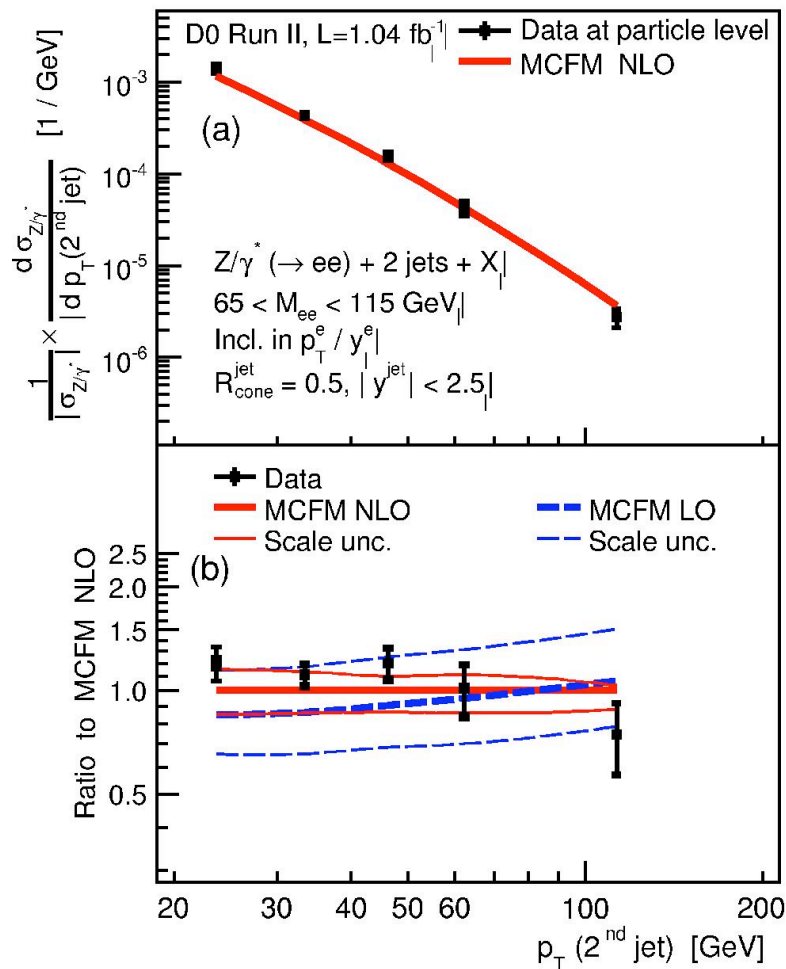 D0 Run II, L=1.04 fb⁻¹
Data at particle level
MCFM NLO
(a)
10⁻³
10⁻⁴
10⁻⁵
10⁻⁶
1/|σ_Z/γ*| × dσ_Z/γ*/|d p_T(2ⁿᵈ jet) [1 / GeV]
Z/γ* (→ ee) + 2 jets + X
65 < M_ee < 115 GeV
Incl. in p_T^e / y^e
R_cone^jet = 0.5, | y^jet | < 2.5
Data
MCFM NLO
MCFM LO
Scale unc.
Scale unc.
(b)
Ratio to MCFM NLO
2.5
2.0
1.5
1.0
0.5
20 30 40 50 60 100 200
p_T (2ⁿᵈ jet) [GeV]